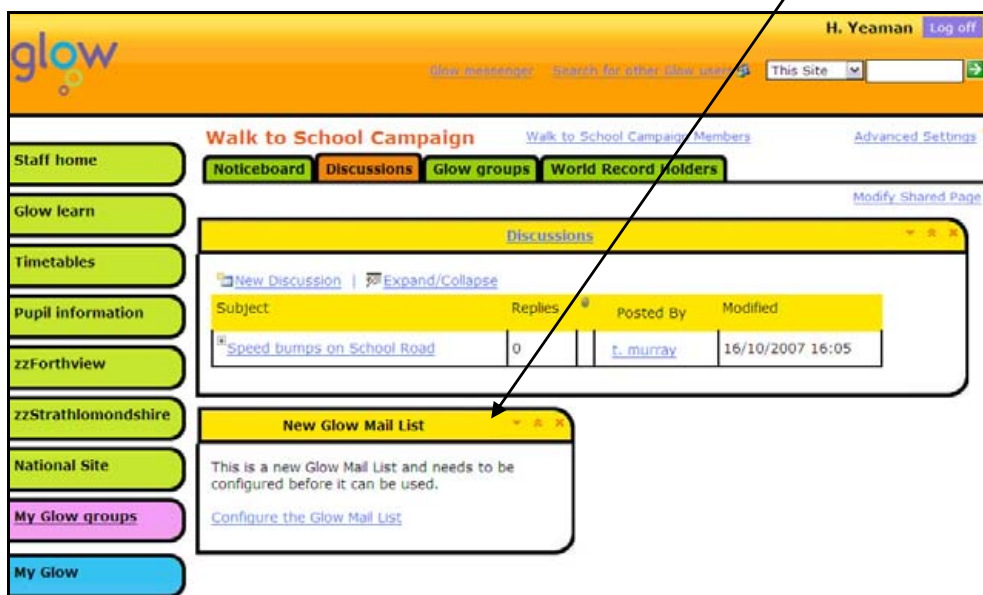 H. Yeaman Log off
glow
Glow messenger Search for other Glow users This Site
Walk to School Campaign Walk to School Campaign Members Advanced Settings
Noticeboard Discussions Glow groups World Record Holders
Modify Shared Page
Staff home
Glow learn
Timetables
Pupil information
zzForthview
zzStrathlomondshire
National Site
My Glow groups
My Glow
Discussions
New Discussion | Expand/Collapse
Subject Replies Posted By Modified
Speed bumps on School Road 0 t. murray 16/10/2007 16:05
New Glow Mail List
This is a new Glow Mail List and needs to be
configured before it can be used.
Configure the Glow Mail List